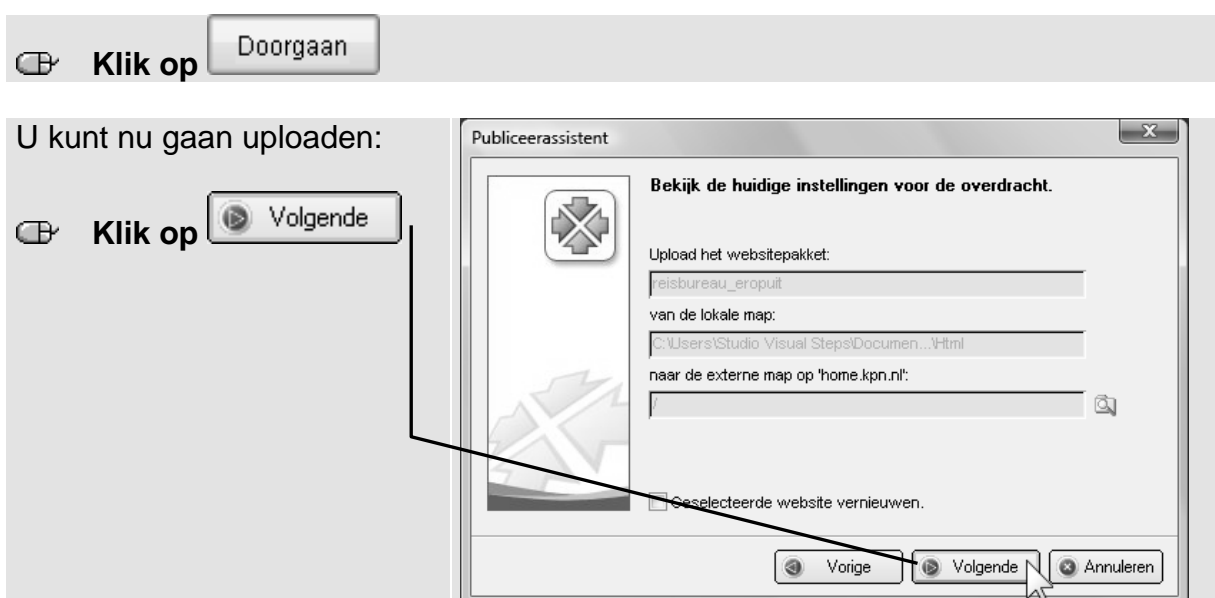 Klik op Doorgaan
U kunt nu gaan uploaden:
Klik op Volgende
Publiceerassistent
Bekijk de huidige instellingen voor de overdracht.
Upload het websitepakket:
reisbureau_eropuit
van de lokale map:
C:\Users\Studio Visual Steps\Documen...\Html
naar de externe map op 'home.kpn.nl':
/
Geselecteerde website vernieuwen.
Vorige Volgende Annuleren